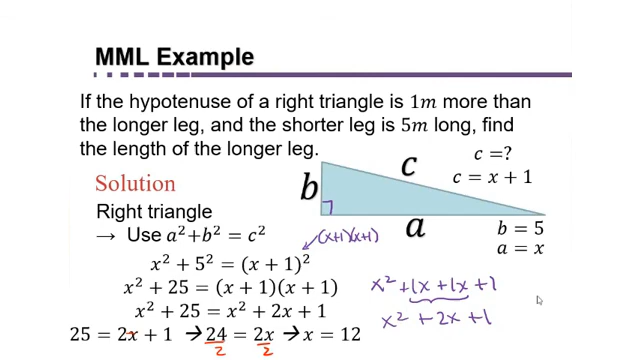 MML Example
If the hypotenuse of a right triangle is 1m more than
the longer leg, and the shorter leg is 5m long, find
the length of the longer leg.
c =?
c = x + 1
c
b
a
b = 5
a = x
Solution
Right triangle
→ Use a²+b² = c²
(x+1)(x+1)
x² + 5² = (x + 1)²
x² + 25 = (x + 1)(x + 1)
x² + 25 = x² + 2x + 1
25 = 2x + 1 → 24 = 2x → x = 12
2 2
x² + 1x + 1x + 1
x² + 2x + 1